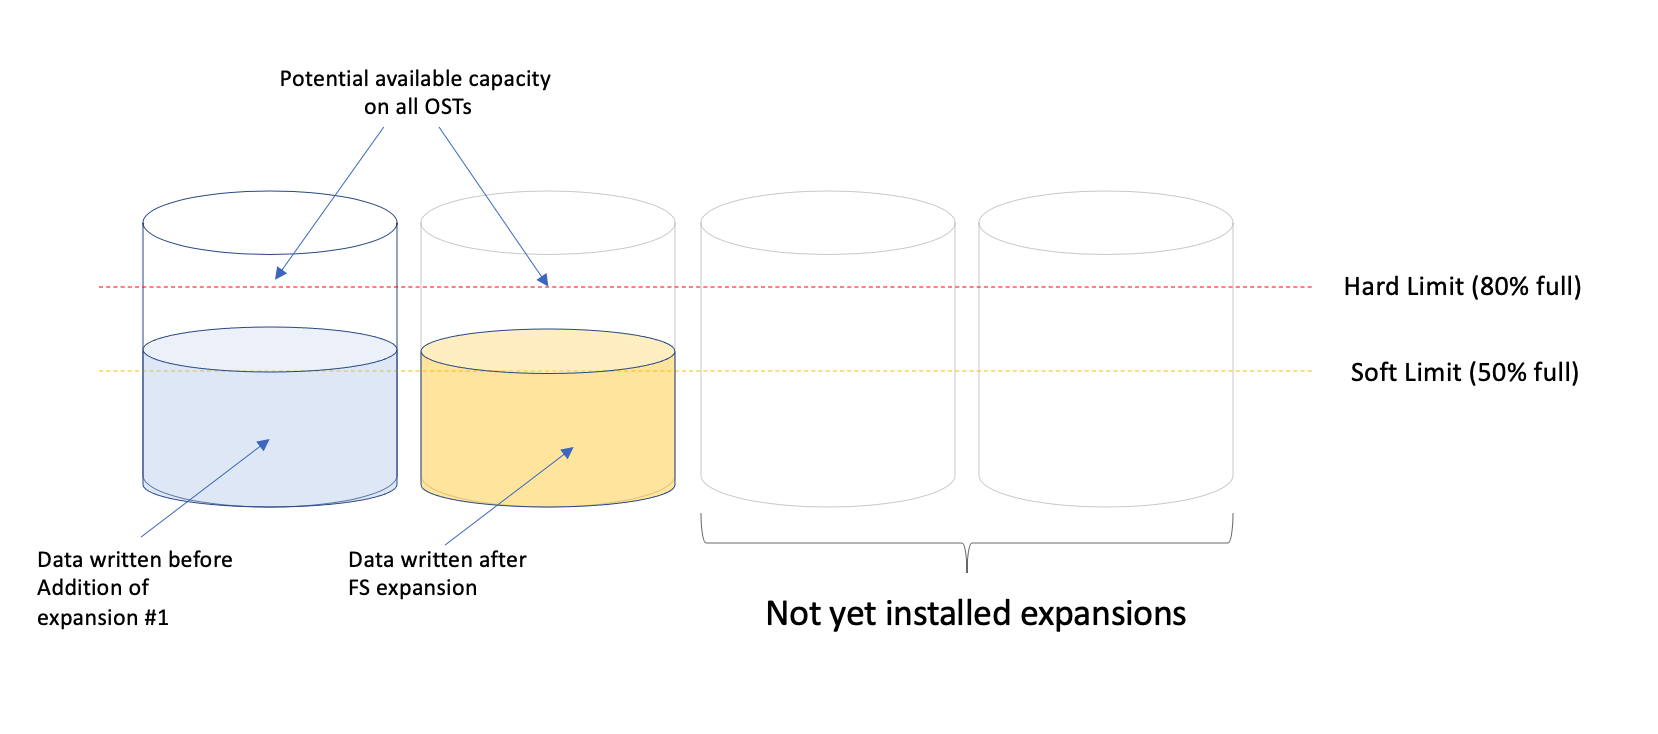 Potential available capacity
on all OSTs
Hard Limit (80% full)
Soft Limit (50% full)
Data written before
Addition of
expansion #1
Data written after
FS expansion
Not yet installed expansions